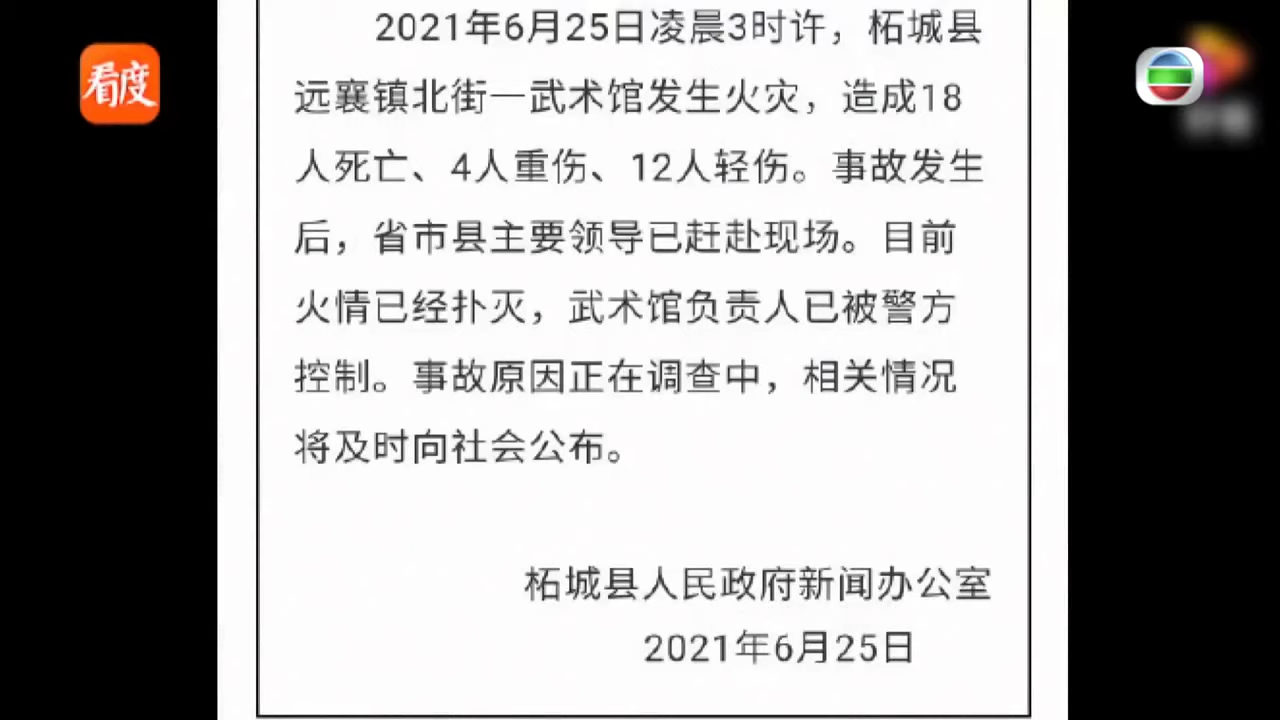 看度
2021年6月25日凌晨3时许，柘城县
远襄镇北街一武术馆发生火灾，造成18
人死亡、4人重伤、12人轻伤。事故发生
后，省市县主要领导已赶赴现场。目前
火情已经扑灭，武术馆负责人已被警方
控制。事故原因正在调查中，相关情况
将及时向社会公布。
柘城县人民政府新闻办公室
2021年6月25日